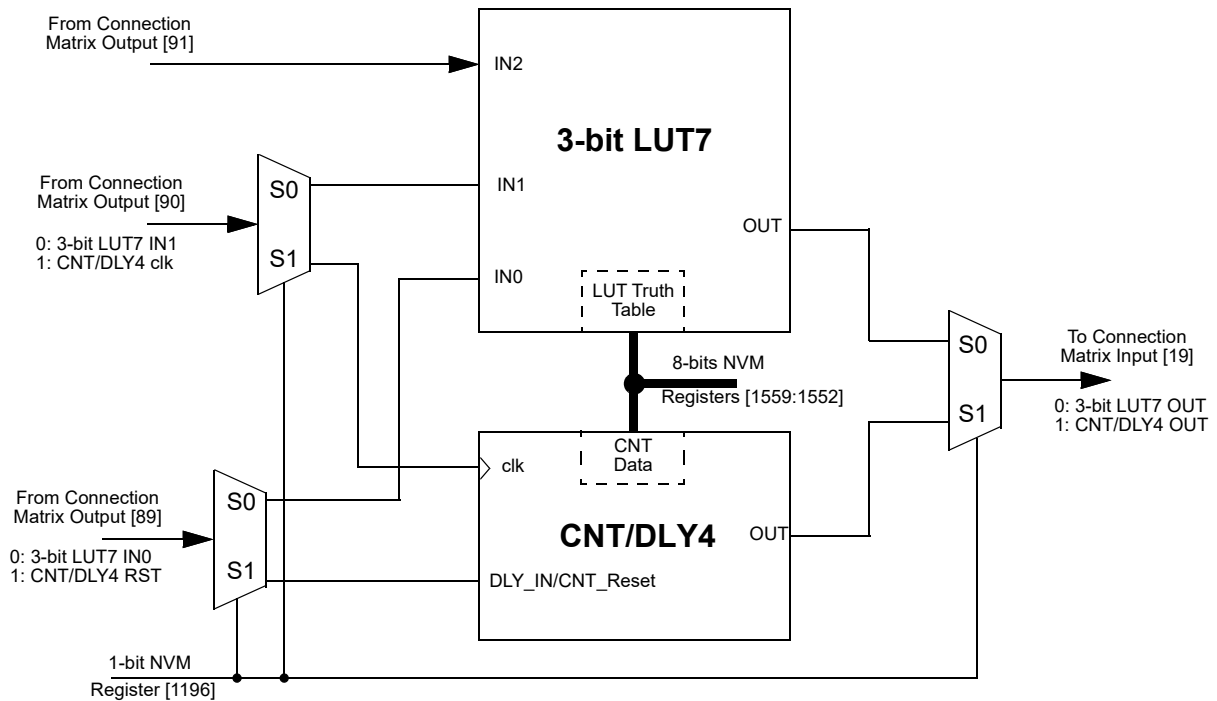 From Connection
Matrix Output [91]
IN2
3-bit LUT7
From Connection
Matrix Output [90]
0: 3-bit LUT7 IN1
1: CNT/DLY4 clk
S0
S1
IN1
OUT
IN0
LUT Truth
Table
8-bits NVM
Registers [1559:1552]
S0
S1
To Connection
Matrix Input [19]
0: 3-bit LUT7 OUT
1: CNT/DLY4 OUT
CNT
Data
clk
From Connection
Matrix Output [89]
0: 3-bit LUT7 IN0
1: CNT/DLY4 RST
S0
S1
CNT/DLY4
OUT
DLY_IN/CNT_Reset
1-bit NVM
Register [1196]